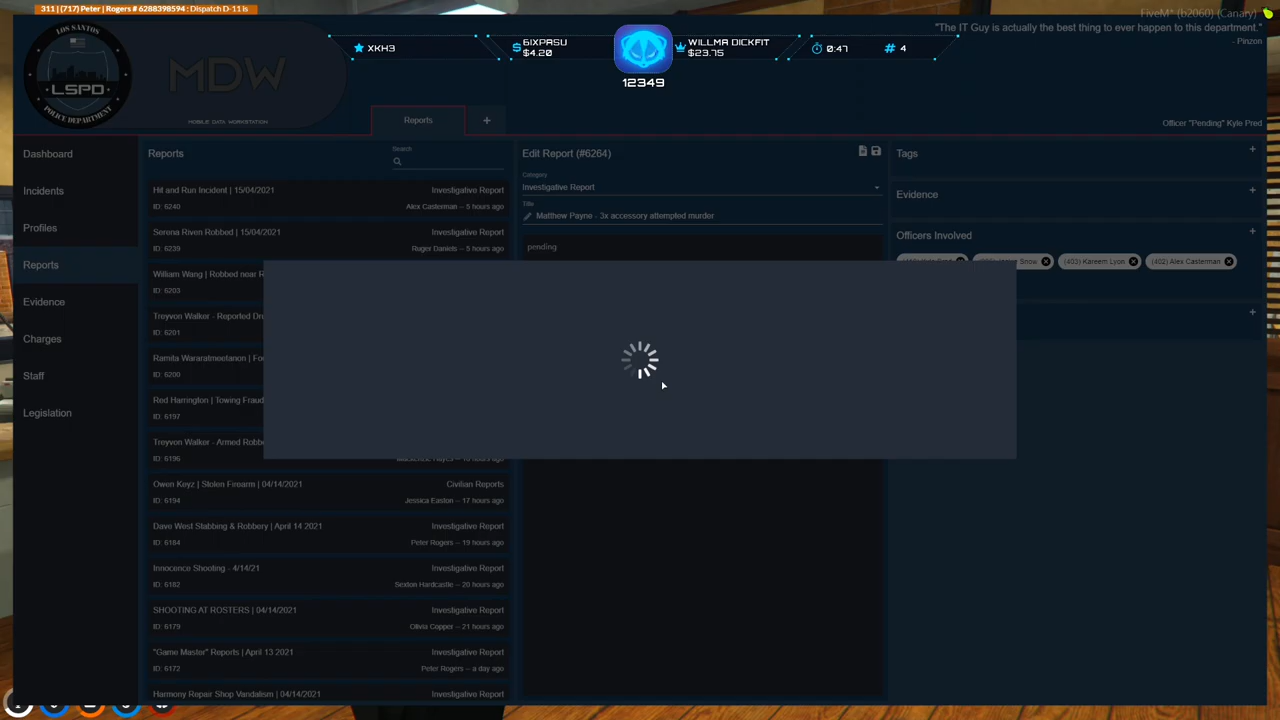 311 | (717) Peter | Rogers # 6288398594 : Dispatch D-11 is
FiveM* (b2060) (Canary)
"The IT Guy is actually the best thing to ever happen to this department."
- Pinzon
XKH3
6IXPASU
$4.20
WILLMA DICKFIT
$23.75
0:47
# 4
12349
LOS SANTOS
LSPD
POLICE DEPARTMENT
MDW
MOBILE DATA WORKSTATION
Reports
+
Officer "Pending" Kyle Pred
Dashboard
Incidents
Profiles
Reports
Evidence
Charges
Staff
Legislation
Reports
Search
Hit and Run Incident | 15/04/2021
Investigative Report
ID: 6240
Alex Casterman -- 5 hours ago
Serena Riven Robbed | 15/04/2021
Investigative Report
ID: 6239
Ruger Daniels -- 5 hours ago
William Wang | Robbed near R
ID: 6203
Treyvon Walker - Reported Dr
ID: 6201
Ramita Wararatmeetanon | Fo
ID: 6200
Red Harrington | Towing Fraud
ID: 6197
Treyvon Walker - Armed Robb
ID: 6196
Owen Keyz | Stolen Firearm | 04/14/2021
Civilian Reports
ID: 6194
Jessica Easton -- 17 hours ago
Dave West Stabbing & Robbery | April 14 2021
Investigative Report
ID: 6184
Peter Rogers -- 19 hours ago
Innocence Shooting - 4/14/21
Investigative Report
ID: 6182
Sexton Hardcastle -- 20 hours ago
SHOOTING AT ROSTERS | 04/14/2021
Investigative Report
ID: 6179
Olivia Copper -- 21 hours ago
"Game Master" Reports | April 13 2021
Investigative Report
ID: 6172
Peter Rogers -- a day ago
Harmony Repair Shop Vandalism | 04/14/2021
Investigative Report
Edit Report (#6264)
Category
Investigative Report
Title
Matthew Payne - 3x accessory attempted murder
pending
Tags
+
Evidence
+
Officers Involved
+
Snow
(403) Kareem Lyon
(402) Alex Casterman
+